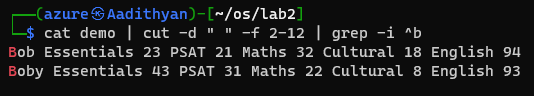 ┌──(azure㉿Aadithyan)-[~/os/lab2]
└─$ cat demo | cut -d " " -f 2-12 | grep -i ^b
Bob Essentials 23 PSAT 21 Maths 32 Cultural 18 English 94
Boby Essentials 43 PSAT 31 Maths 22 Cultural 8 English 93